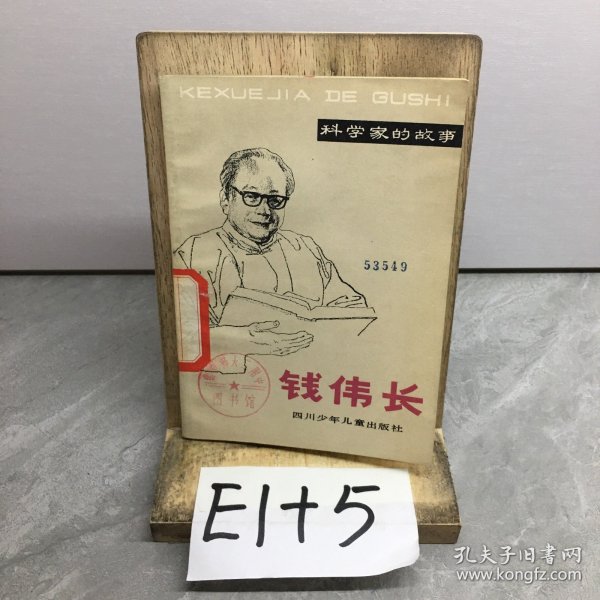 KEXUEJIA DE GUSHI
科学家的故事
53549
图书馆
钱伟长
四川少年儿童出版社
E1+5
孔夫子旧书网
www.kongfz.com